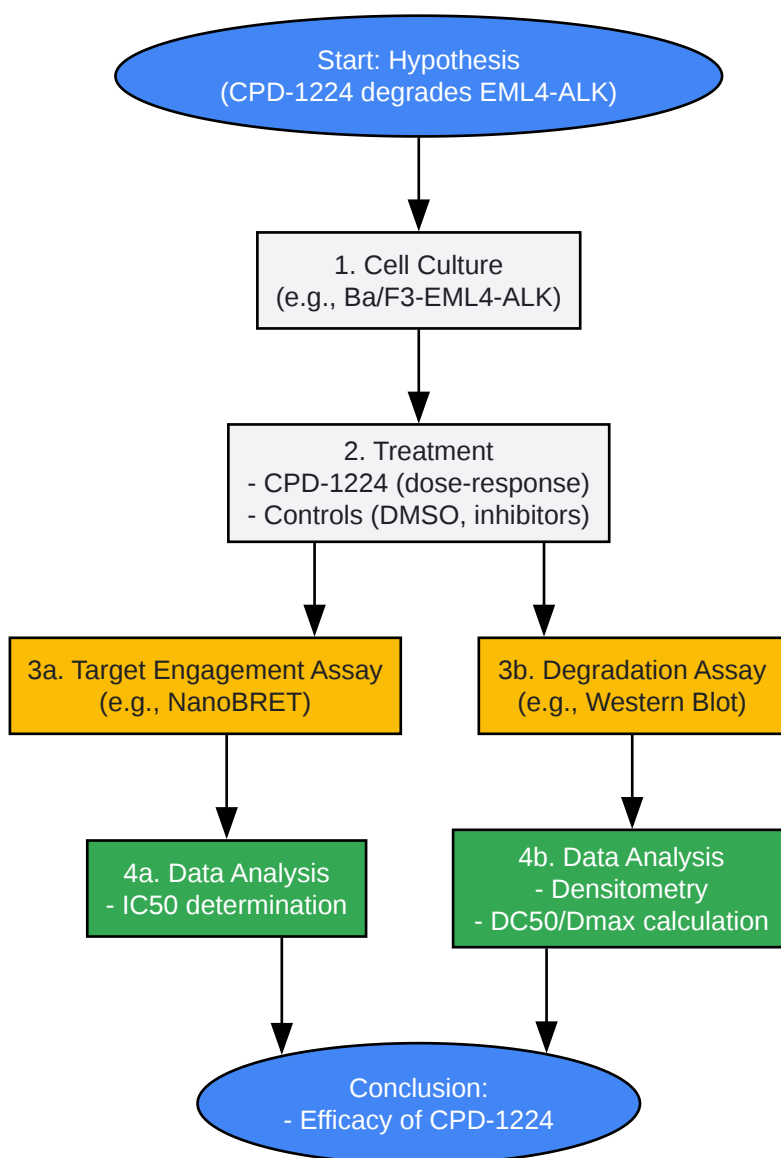 Start: Hypothesis
(CPD-1224 degrades EML4-ALK)
1. Cell Culture
(e.g., Ba/F3-EML4-ALK)
2. Treatment
- CPD-1224 (dose-response)
- Controls (DMSO, inhibitors)
3a. Target Engagement Assay
(e.g., NanoBRET)
3b. Degradation Assay
(e.g., Western Blot)
4a. Data Analysis
- IC50 determination
4b. Data Analysis
- Densitometry
- DC50/Dmax calculation
Conclusion:
- Efficacy of CPD-1224